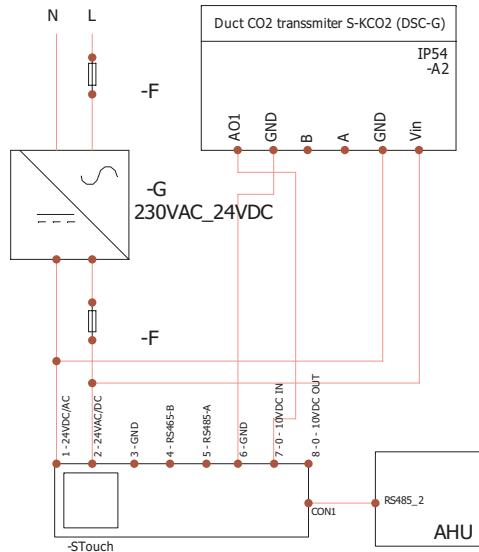 N L
Duct CO2 transsmiter S-KCO2 (DSC-G)
IP54
-A2
-F
AO1
GND
B
A
GND
Vin
-G
230VAC_24VDC
-F
1 - 24VDC/AC
2 - 24VAC/DC
3 - GND
4 - RS465-B
5 - RS485-A
6 -GND
7 -0 - 10VDC IN
8 -0 - 10VDC OUT
CON1
RS485_2
AHU
-STouch